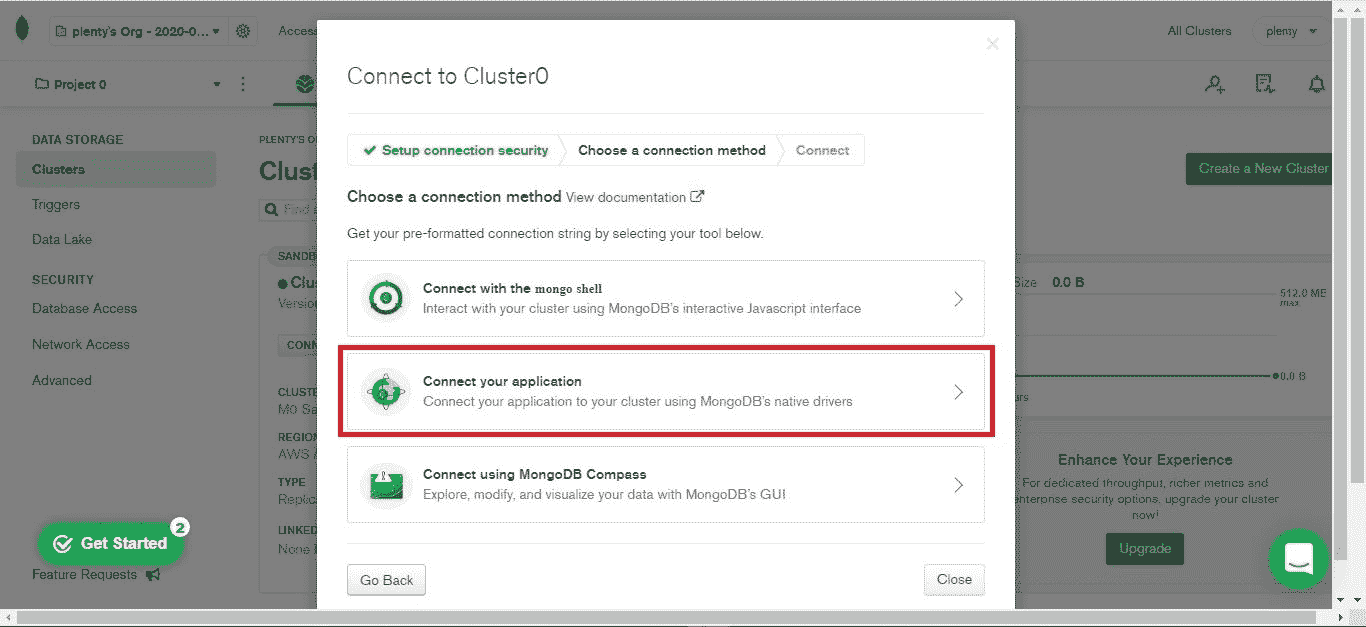 plenty's Org - 2020-0...
Access
All Clusters
plenty
Project 0
Connect to Cluster0
Setup connection security
Choose a connection method
Connect
Choose a connection method View documentation
Get your pre-formatted connection string by selecting your tool below.
Connect with the mongo shell
Interact with your cluster using MongoDB's interactive Javascript interface
Connect your application
Connect your application to your cluster using MongoDB's native drivers
Connect using MongoDB Compass
Explore, modify, and visualize your data with MongoDB's GUI
Go Back
Close
DATA STORAGE
Clusters
Triggers
Data Lake
SECURITY
Database Access
Network Access
Advanced
2
Get Started
Feature Requests
PLENTY'S O
Clust
Find
SANDB
Clus
Versio
CONN
CLUSTE
M0 Sa
REGION
AWS
TYPE
Replic
LINKED
None
Create a New Cluster
Size 0.0 B
512.0 MB
max
0.0 B
Enhance Your Experience
For dedicated throughput, richer metrics and
enterprise security options, upgrade your cluster
now!
Upgrade